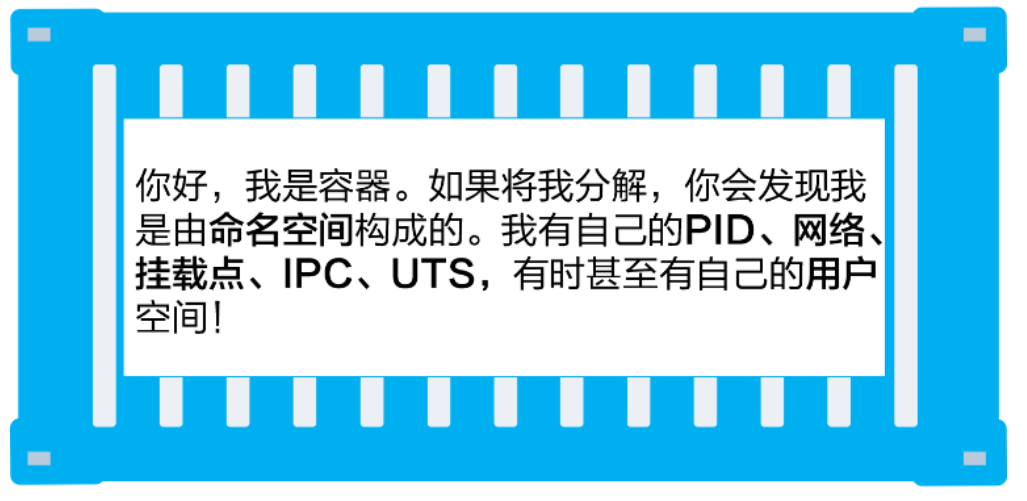 你好，我是容器。如果将我分解，你会发现我
是由命名空间构成的。我有自己的PID、网络、
挂载点、IPC、UTS，有时甚至有自己的用户
空间！